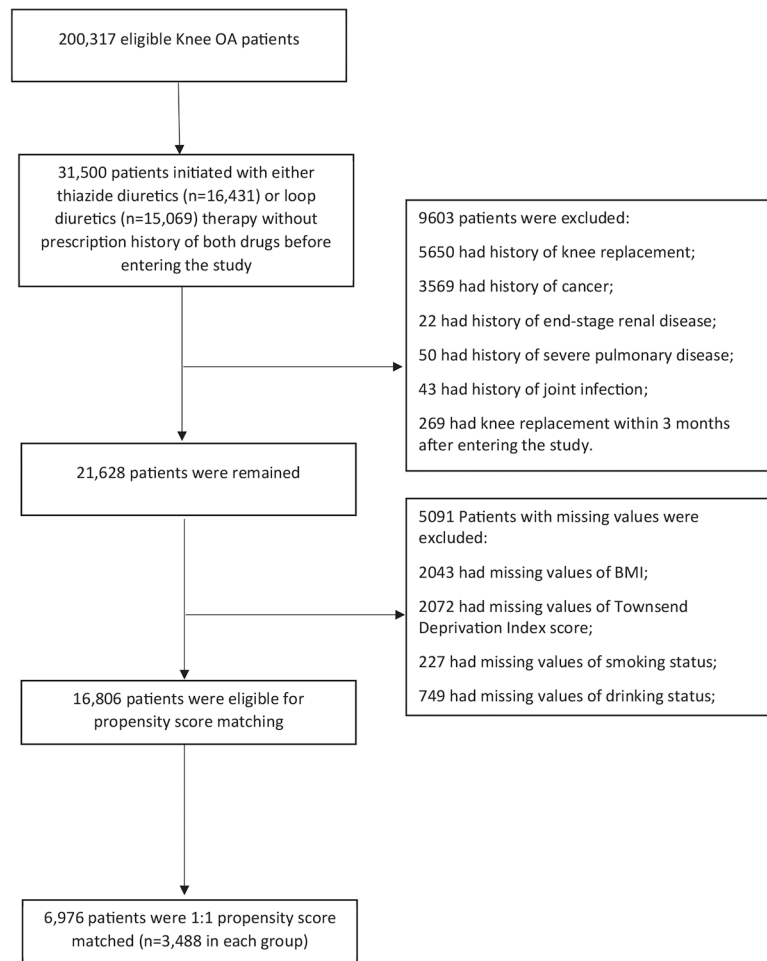 200,317 eligible Knee OA patients
31,500 patients initiated with either
thiazide diuretics (n=16,431) or loop
diuretics (n=15,069) therapy without
prescription history of both drugs before
entering the study
9603 patients were excluded:
5650 had history of knee replacement;
3569 had history of cancer;
22 had history of end-stage renal disease;
50 had history of severe pulmonary disease;
43 had history of joint infection;
269 had knee replacement within 3 months
after entering the study.
21,628 patients were remained
5091 Patients with missing values were
excluded:
2043 had missing values of BMI;
2072 had missing values of Townsend
Deprivation Index score;
227 had missing values of smoking status;
749 had missing values of drinking status;
16,806 patients were eligible for
propensity score matching
6,976 patients were 1:1 propensity score
matched (n=3,488 in each group)